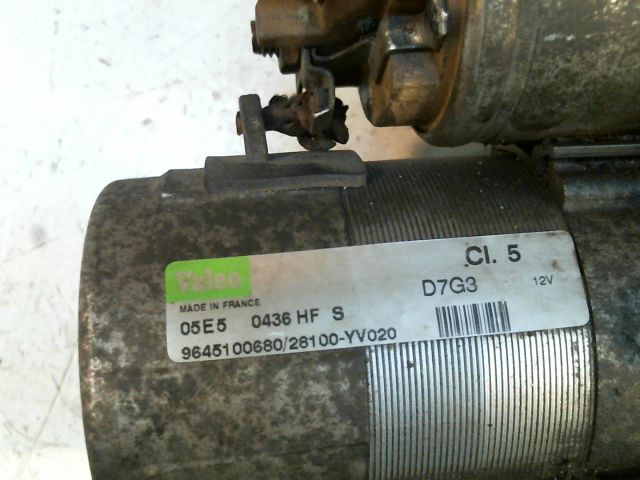 Valeo
Cl. 5
MADE IN FRANCE
D7G3 12V
05E5 0436 HF S
9645100680/28100-YV020